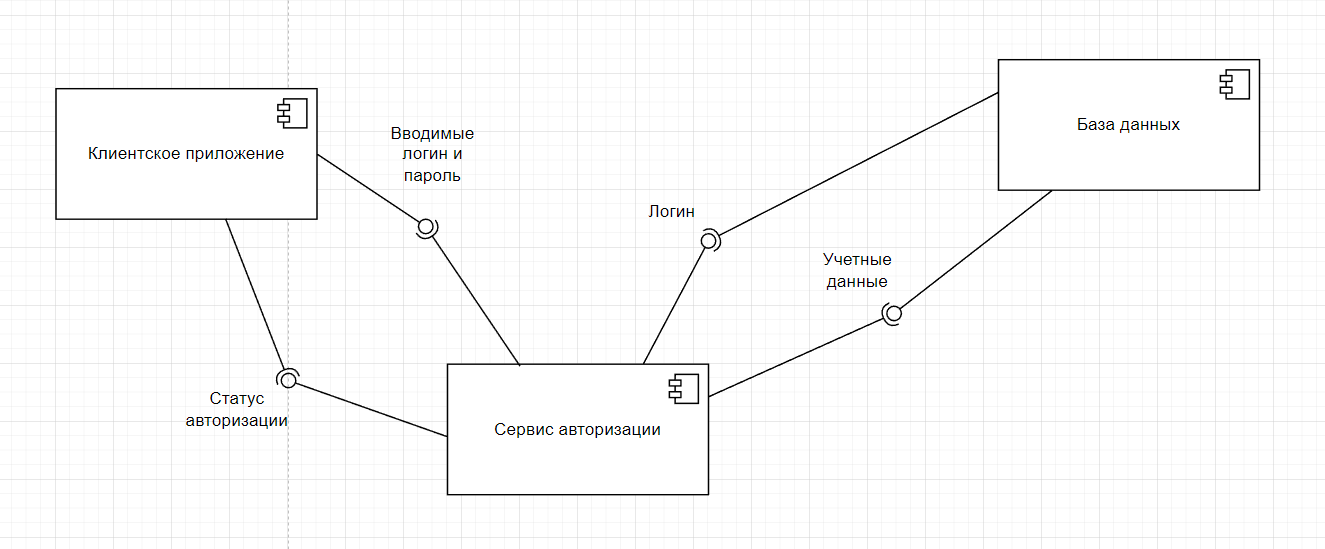 Клиентское приложение
Вводимые
логин и
пароль
База данных
Логин
Учетные
данные
Статус
авторизации
Сервис авторизации